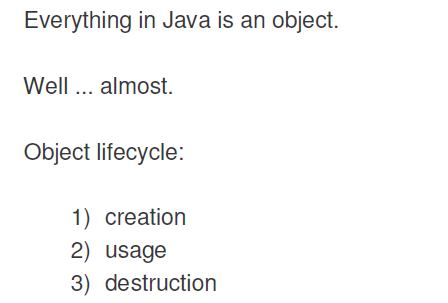 Everything in Java is an object.
Well ... almost.
Object lifecycle:
1) creation
2) usage
3) destruction